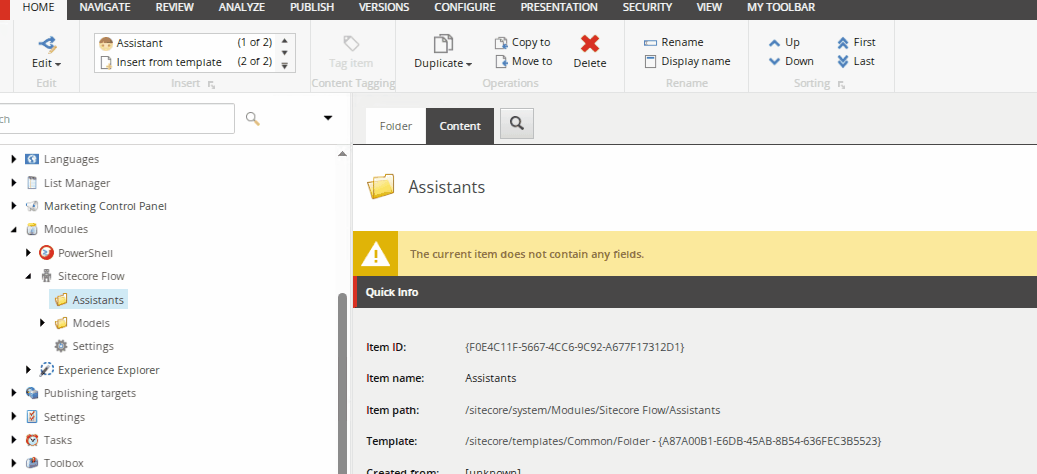 HOME NAVIGATE REVIEW ANALYZE PUBLISH VERSIONS CONFIGURE PRESENTATION SECURITY VIEW MY TOOLBAR
Edit
Edit
Assistant (1 of 2)
Insert from template (2 of 2)
Insert
Tag item
Content Tagging
Duplicate
Copy to
Move to
Delete
Operations
Rename
Display name
Rename
Up
Down
First
Last
Sorting
ch
Languages
List Manager
Marketing Control Panel
Modules
PowerShell
Sitecore Flow
Assistants
Models
Settings
Experience Explorer
Publishing targets
Settings
Tasks
Toolbox
Folder Content
Assistants
The current item does not contain any fields.
Quick Info
Item ID: {F0E4C11F-5667-4CC6-9C92-A677F17312D1}
Item name: Assistants
Item path: /sitecore/system/Modules/Sitecore Flow/Assistants
Template: /sitecore/templates/Common/Folder - {A87A00B1-E6DB-45AB-8B54-636FEC3B5523}
Created from: [unknown]